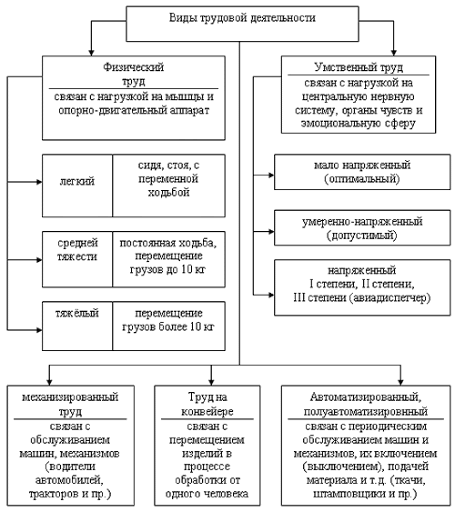 Виды трудовой деятельности
Физический
труд
связан с нагрузкой на мышцы и
опорно-двигательный аппарат
Умственный труд
связан с нагрузкой на
центральную нервную
систему, органы чувств и
эмоциональную сферу
легкий
сидя, стоя, с
переменной
ходьбой
мало напряженный
(оптимальный)
средней
тяжести
постоянная ходьба,
перемещение
грузов до 10 кг
умеренно-напряженный
(допустимый)
тяжёлый
перемещение
грузов более 10 кг
напряженный
I степени, II степени,
III степени (авиадиспетчер)
механизированный
труд
связан с
обслуживанием
машин, механизмов
(водители
автомобилей,
тракторов и пр.)
Труд на
конвейере
связан с
перемещением
изделий в
процессе
обработки от
одного человека
Автоматизированный,
полуавтоматизировнный
связан с периодическим
обслуживанием машин и
механизмов, их включением
(выключением), подачей
материала и т.д. (ткачи,
штамповщики и пр.)